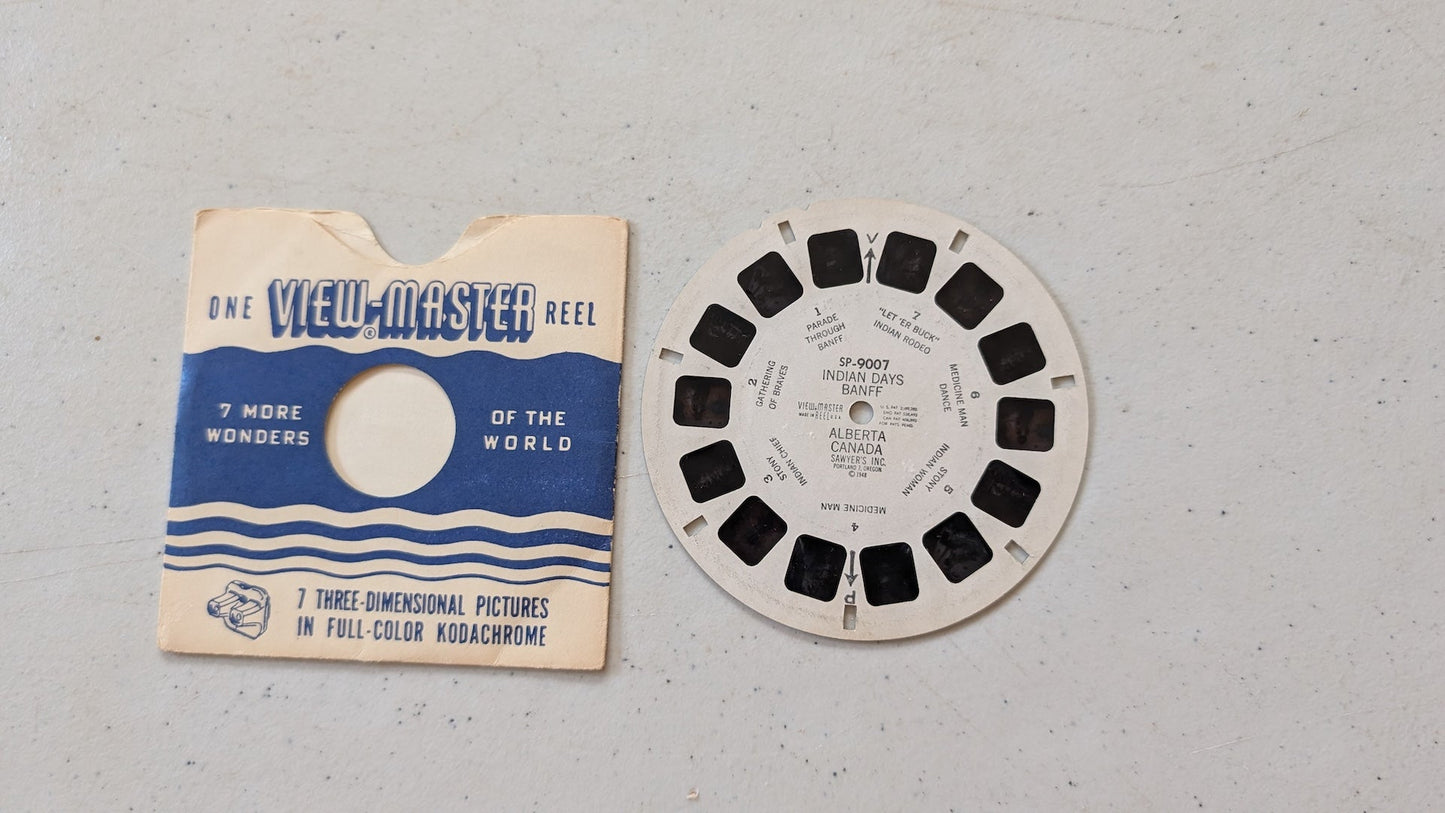 ONE VIEW-MASTER® REEL
7 MORE
WONDERS
OF THE
WORLD
7 THREE-DIMENSIONAL PICTURES
IN FULL-COLOR KODACHROME
V
1
PARADE
THROUGH
BANFF
7
"LET 'ER BUCK"
INDIAN RODEO
2
GATHERING
OF BRAVES
6
MEDICINE MAN
DANCE
SP-9007
INDIAN DAYS
BANFF
VIEW-MASTER
MADE IN REEL U.S.A.
ALBERTA
CANADA
SAWYER'S INC.
PORTLAND 7, OREGON
© 1948
3
STONY
INDIAN CHIEF
5
STONY
INDIAN WOMAN
4
MEDICINE MAN
P